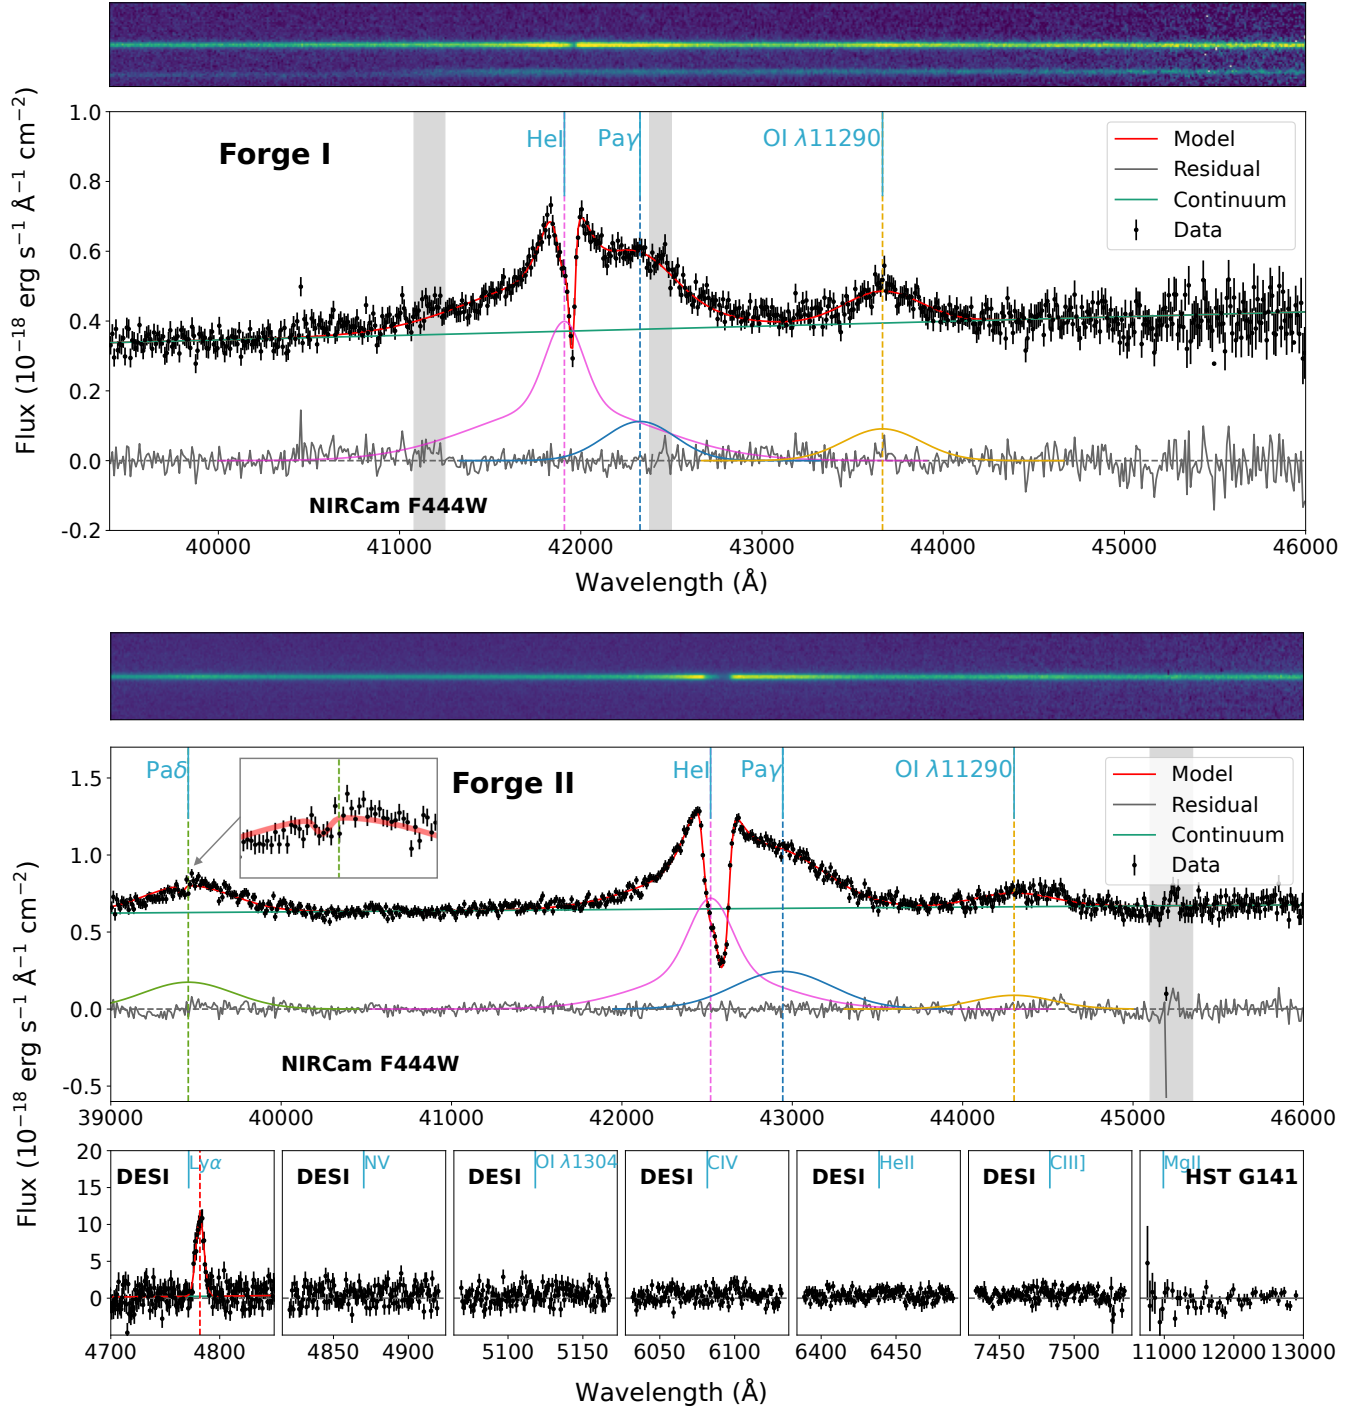 1.0
0.8
0.6
0.4
0.2
0.0
-0.2
Flux (10⁻¹⁸ erg s⁻¹ Å⁻¹ cm⁻²)
Forge I
HeI
Paγ
OI λ11290
Model
Residual
Continuum
Data
NIRCam F444W
40000 41000 42000 43000 44000 45000 46000
Wavelength (Å)
1.5
1.0
0.5
0.0
-0.5
Flux (10⁻¹⁸ erg s⁻¹ Å⁻¹ cm⁻²)
Paδ
Forge II
HeI
Paγ
OI λ11290
Model
Residual
Continuum
Data
NIRCam F444W
39000 40000 41000 42000 43000 44000 45000 46000
20
15
10
5
0
DESI Lyα
DESI NV
DESI OI λ1304
DESI CIV
DESI HeII
DESI CIII]
MgII HST G141
4700 4800 4850 4900 5100 5150 6050 6100 6400 6450 7450 7500 11000 12000 13000
Wavelength (Å)